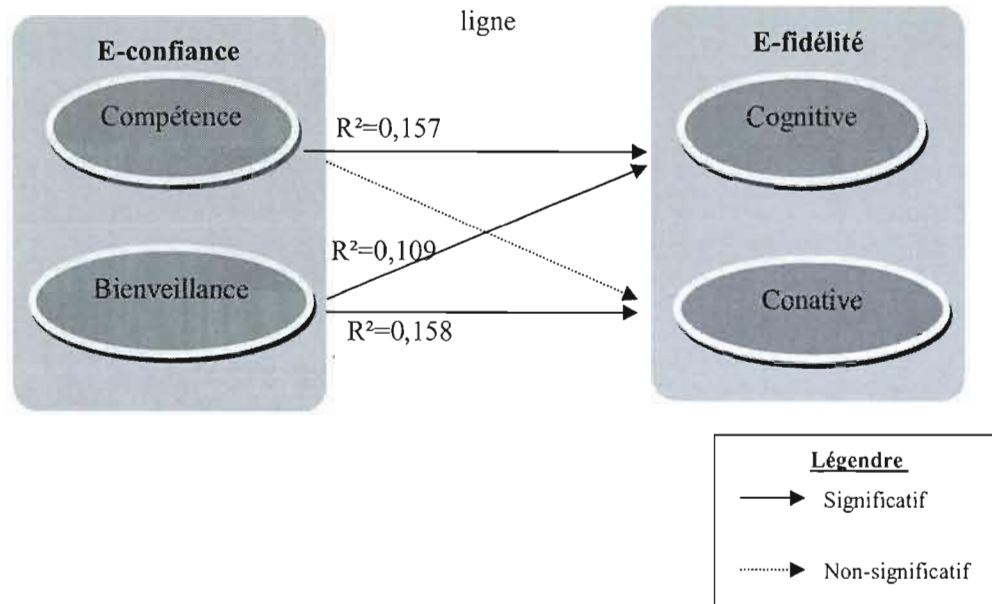 ligne
E-confiance
E-fidélité
Compétence
Cognitive
R²=0,157
R²=0,109
Bienveillance
Conative
R²=0,158
Légendre
Significatif
Non-significatif